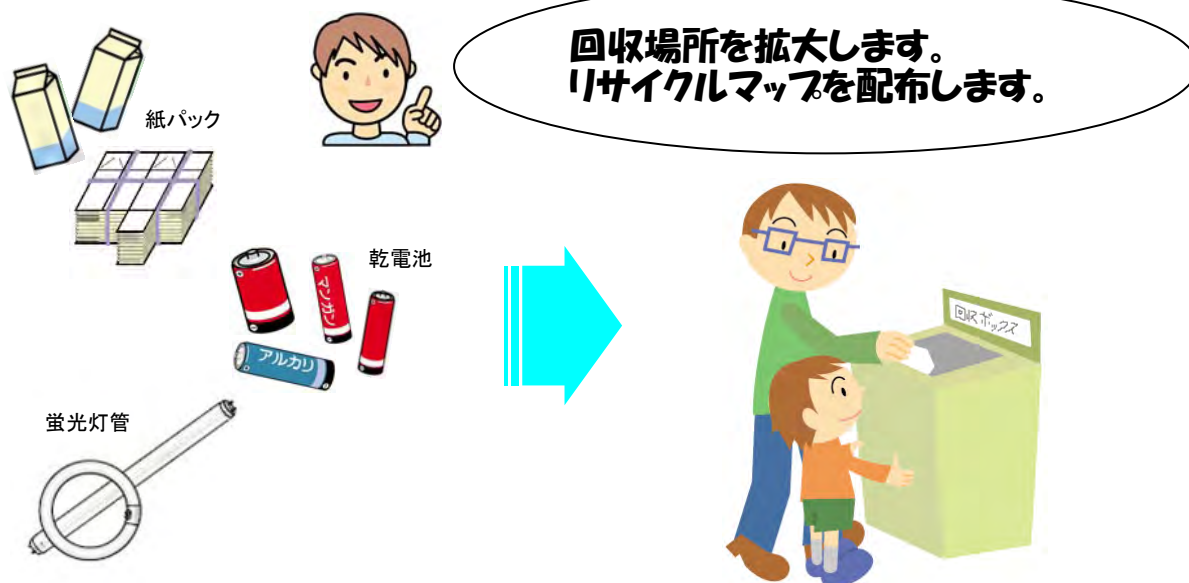 回収場所を拡大します。
リサイクルマップを配布します。
紙パック
乾電池
マンガン
アルカリ
回収ボックス
蛍光灯管